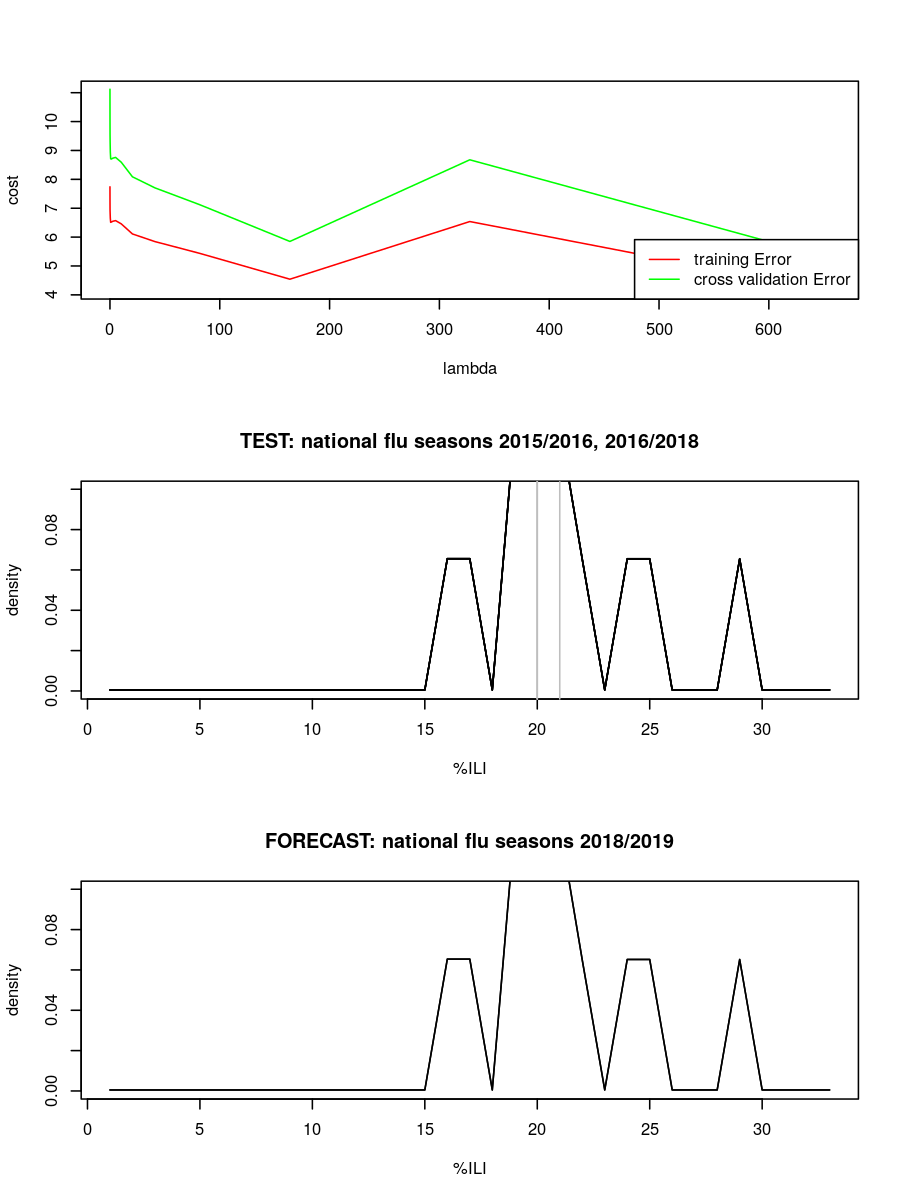 cost
4
5
6
7
8
9
10
training Error
cross validation Error
0 100 200 300 400 500 600
lambda
TEST: national flu seasons 2015/2016, 2016/2018
density
0.00
0.04
0.08
0 5 10 15 20 25 30
%ILI
FORECAST: national flu seasons 2018/2019
density
0.00
0.04
0.08
0 5 10 15 20 25 30
%ILI